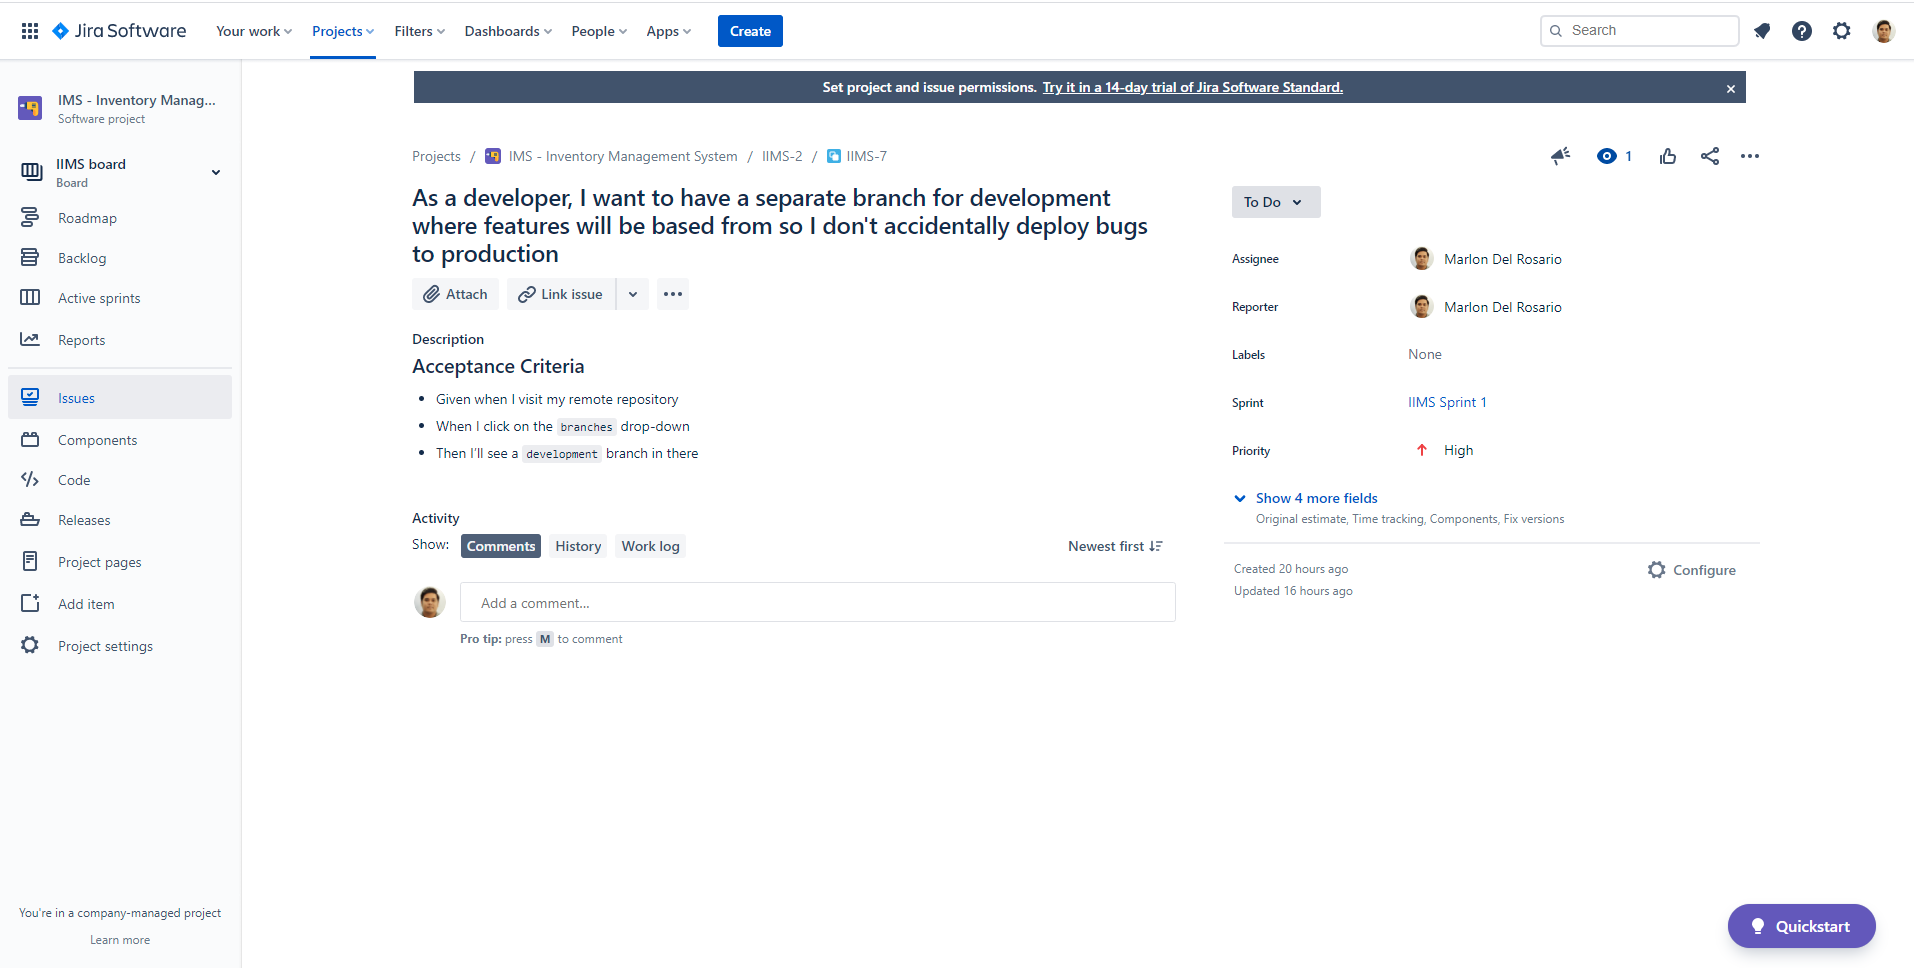 Jira Software
Your work
Projects
Filters
Dashboards
People
Apps
Create
Search
IMS - Inventory Manag...
Software project
IIMS board
Board
Roadmap
Backlog
Active sprints
Reports
Issues
Components
Code
Releases
Project pages
Add item
Project settings
You're in a company-managed project
Learn more
Set project and issue permissions. Try it in a 14-day trial of Jira Software Standard.
Projects / IMS - Inventory Management System / IIMS-2 / IIMS-7
1
As a developer, I want to have a separate branch for development
where features will be based from so I don't accidentally deploy bugs
to production
Attach
Link issue
Description
Acceptance Criteria
Given when I visit my remote repository
When I click on the branches drop-down
Then I'll see a development branch in there
Activity
Show: Comments History Work log
Newest first
Add a comment...
Pro tip: press M to comment
To Do
Assignee Marlon Del Rosario
Reporter Marlon Del Rosario
Labels None
Sprint IIMS Sprint 1
Priority High
Show 4 more fields
Original estimate, Time tracking, Components, Fix versions
Created 20 hours ago
Configure
Updated 16 hours ago
Quickstart